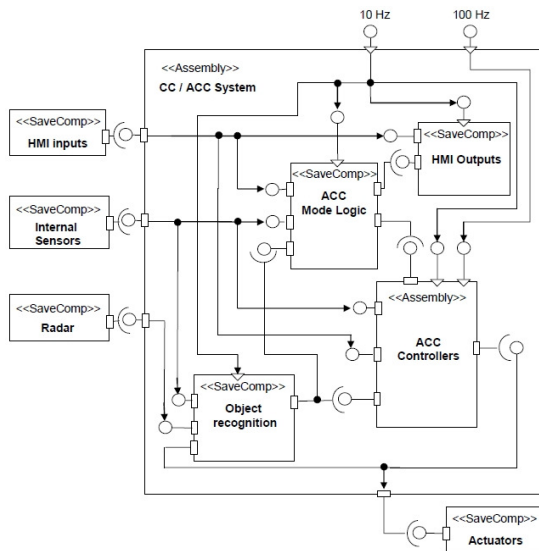 10 Hz
100 Hz
<<Assembly>>
CC / ACC System
<<SaveComp>>
HMI inputs
<<SaveComp>>
HMI Outputs
<<SaveComp>>
ACC
Mode Logic
<<SaveComp>>
Internal
Sensors
<<SaveComp>>
Radar
<<Assembly>>
ACC
Controllers
<<SaveComp>>
Object
recognition
<<SaveComp>>
Actuators